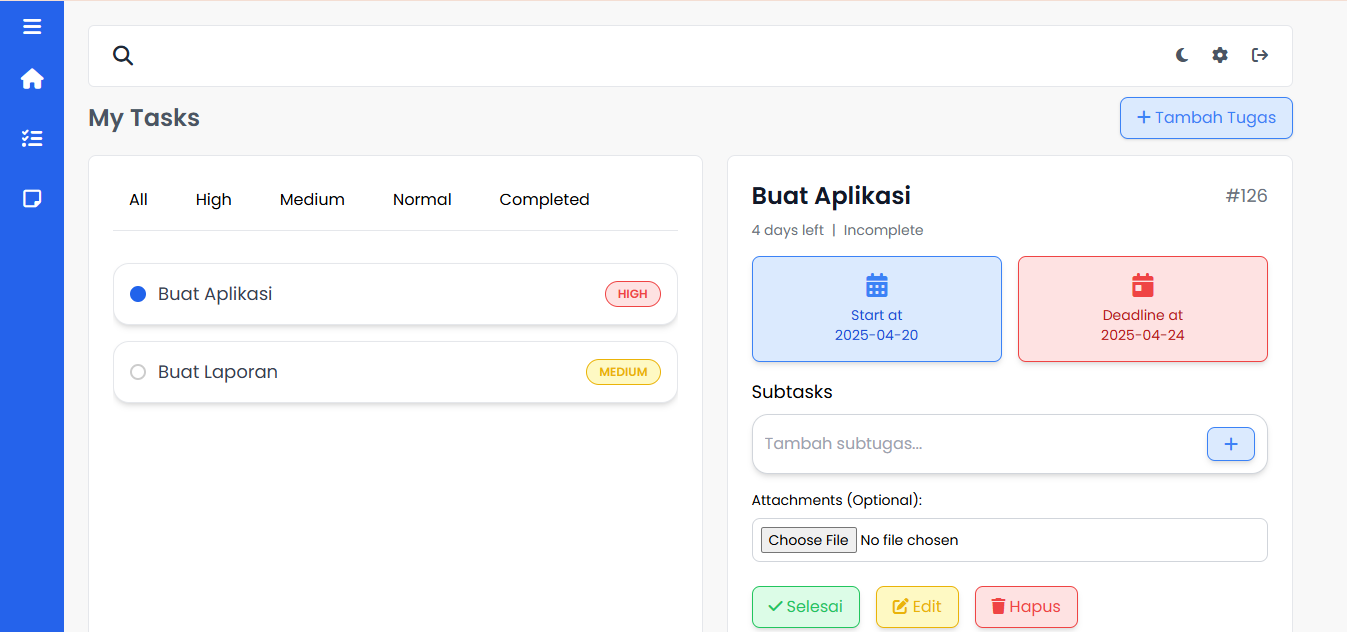 My Tasks
Tambah Tugas
All High Medium Normal Completed
Buat Aplikasi HIGH
Buat Laporan MEDIUM
Buat Aplikasi #126
4 days left | Incomplete
Start at
2025-04-20
Deadline at
2025-04-24
Subtasks
Tambah subtugas...
Attachments (Optional):
Choose File No file chosen
Selesai Edit Hapus